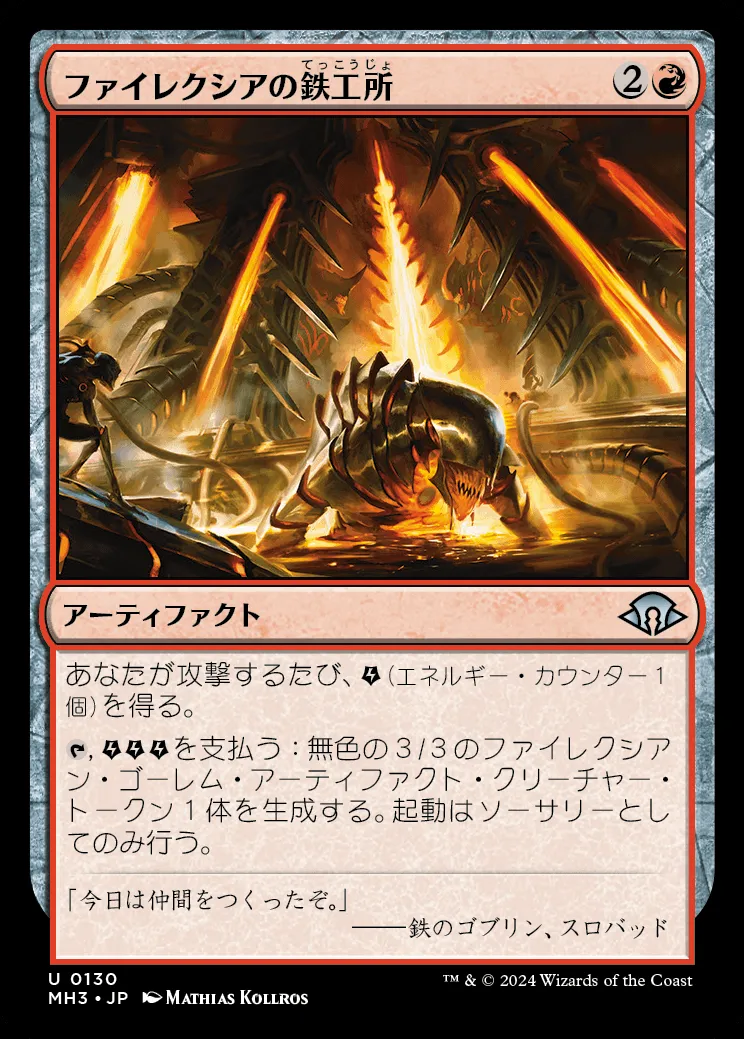 てっこうじょ
ファイレクシアの鉄工所 2
アーティファクト
あなたが攻撃するたび、(エネルギー・カウンター1
個)を得る。
, を支払う:無色の3/3のファイレクシア
ン・ゴーレム・アーティファクト・クリーチャー・
トークン1体を生成する。起動はソーサリーとし
てのみ行う。
「今日は仲間をつくったぞ。」
――鉄のゴブリン、スロバッド
U 0130
™ & © 2024 Wizards of the Coast
MH3 • JP Mathias Kollros